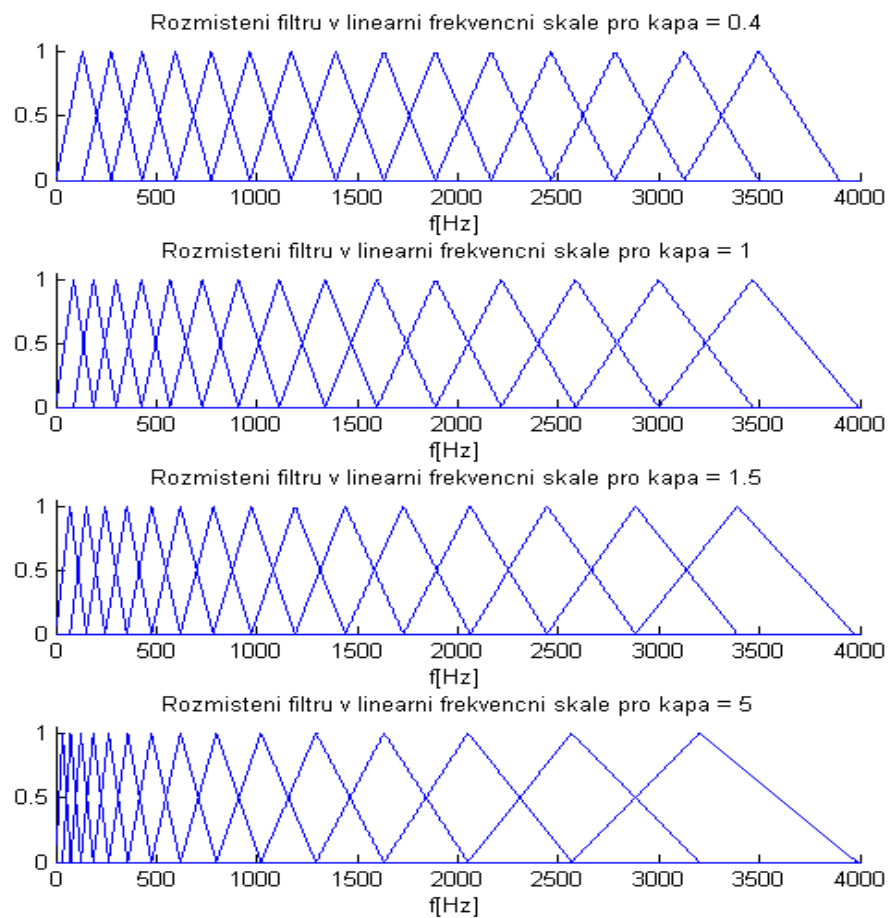 Rozmisteni filtru v linearni frekvencni skale pro kapa = 0.4
1
0.5
0
0 500 1000 1500 2000 2500 3000 3500 4000
f[Hz]
Rozmisteni filtru v linearni frekvencni skale pro kapa = 1
1
0.5
0
0 500 1000 1500 2000 2500 3000 3500 4000
f[Hz]
Rozmisteni filtru v linearni frekvencni skale pro kapa = 1.5
1
0.5
0
0 500 1000 1500 2000 2500 3000 3500 4000
f[Hz]
Rozmisteni filtru v linearni frekvencni skale pro kapa = 5
1
0.5
0
0 500 1000 1500 2000 2500 3000 3500 4000
f[Hz]